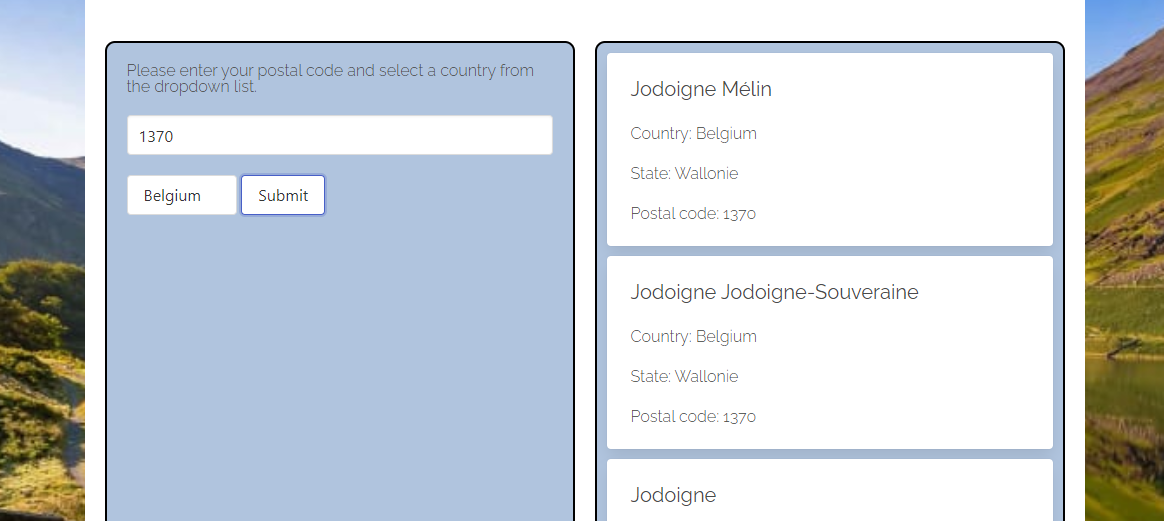 Please enter your postal code and select a country from
the dropdown list.
1370
Belgium
Submit
Jodoigne Mélin
Country: Belgium
State: Wallonie
Postal code: 1370
Jodoigne Jodoigne-Souveraine
Country: Belgium
State: Wallonie
Postal code: 1370
Jodoigne